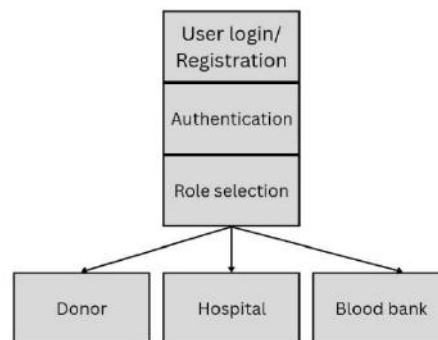 User login/
Registration
Authentication
Role selection
Donor
Hospital
Blood bank